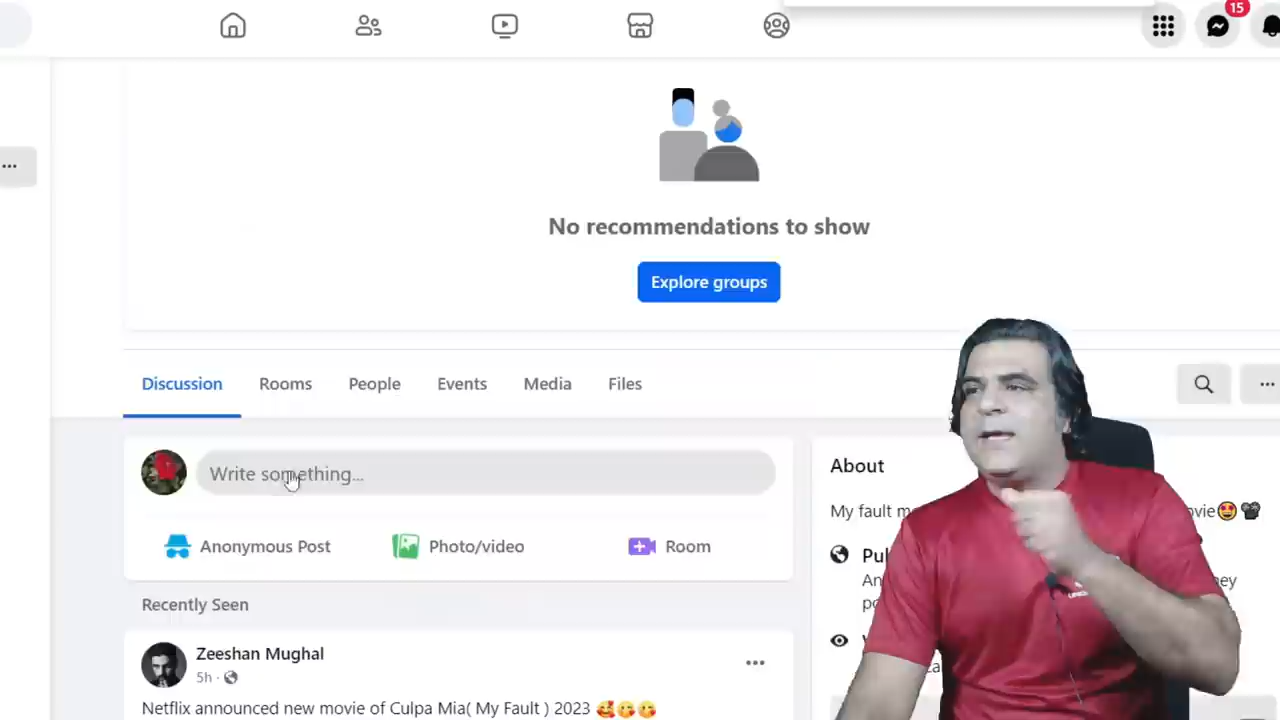 15
No recommendations to show
Explore groups
Discussion Rooms People Events Media Files
Write something...
Anonymous Post Photo/video Room
Recently Seen
Zeeshan Mughal
5h
Netflix announced new movie of Culpa Mia( My Fault ) 2023 🥰🥳🥳
About
My fault